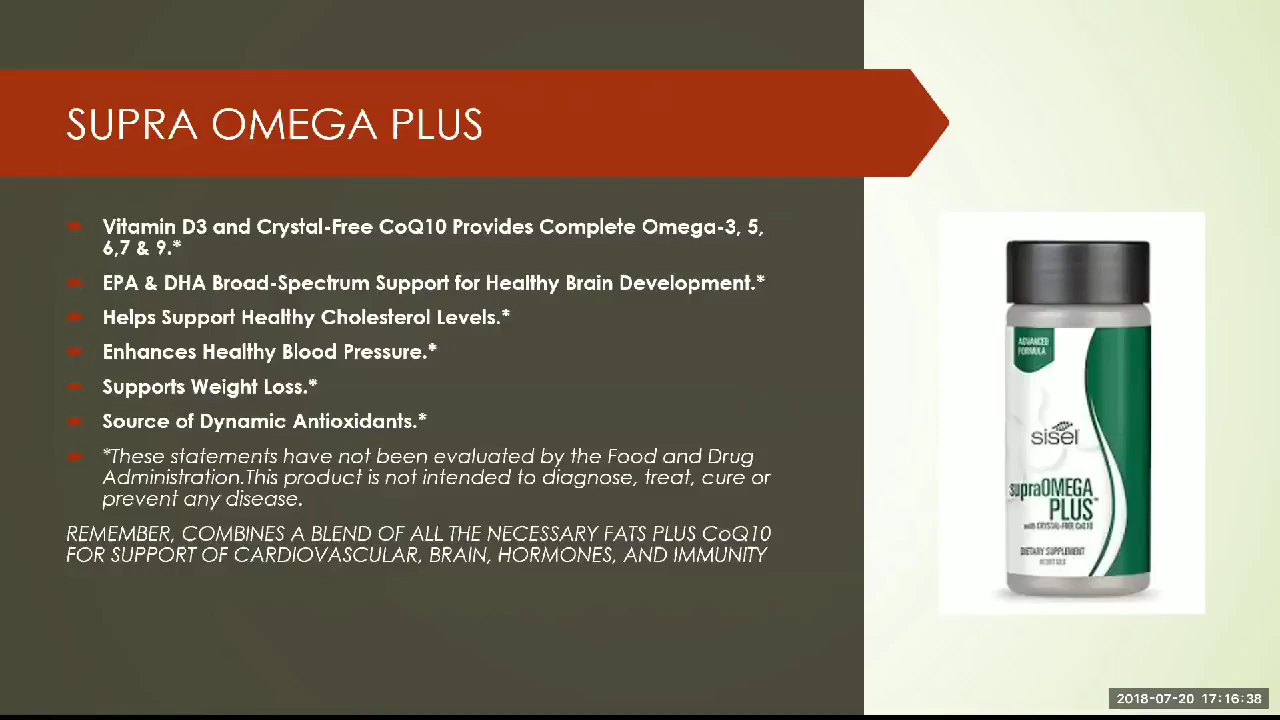 SUPRA OMEGA PLUS
Vitamin D3 and Crystal-Free CoQ10 Provides Complete Omega-3, 5,
6,7 & 9.*
EPA & DHA Broad-Spectrum Support for Healthy Brain Development.*
Helps Support Healthy Cholesterol Levels.*
Enhances Healthy Blood Pressure.*
Supports Weight Loss.*
Source of Dynamic Antioxidants.*
*These statements have not been evaluated by the Food and Drug
Administration.This product is not intended to diagnose, treat, cure or
prevent any disease.
REMEMBER, COMBINES A BLEND OF ALL THE NECESSARY FATS PLUS CoQ10
FOR SUPPORT OF CARDIOVASCULAR, BRAIN, HORMONES, AND IMMUNITY
ADVANCED
FORMULA
sisel
supraOMEGA
PLUS™
with CRYSTAL-FREE CoQ10
DIETARY SUPPLEMENT
SOFT GELS
2018-07-20 17:16:38